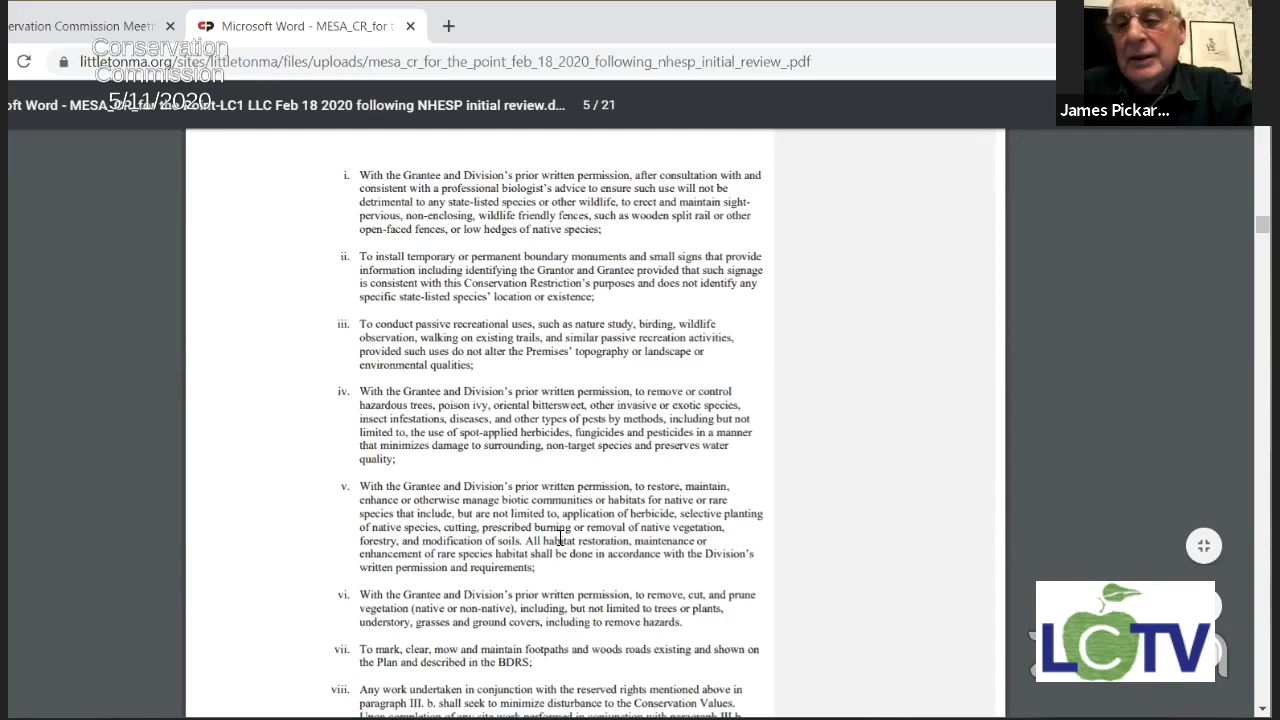 ervation Commission Meeti
Microsoft Word - MESA_CR_for t
Conservation
Commission
5/11/2020
littletonma.org/sites/littletonma/files/uploads/mesa_cr_for_the_point_feb_18_2020_following_nhesp_initial_review_.pdf
oft Word - MESA_CR_for the Point-LC1 LLC Feb 18 2020 following NHESP initial review.d... 5 / 21
James Pickar...
i. With the Grantee and Division's prior written permission, after consultation with and
consistent with a professional biologist's advice to ensure such use will not be
detrimental to any state-listed species or other wildlife, to erect and maintain sight-
pervious, non-enclosing, wildlife friendly fences, such as wooden split rail or other
open-faced fences, or low hedges of native species;
ii. To install temporary or permanent boundary monuments and small signs that provide
information including identifying the Grantor and Grantee provided that such signage
is consistent with this Conservation Restriction's purposes and does not identify any
specific state-listed species' location or existence;
iii. To conduct passive recreational uses, such as nature study, birding, wildlife
observation, walking on existing trails, and similar passive recreation activities,
provided such uses do not alter the Premises' topography or landscape or
environmental qualities;
iv. With the Grantee and Division's prior written permission, to remove or control
hazardous trees, poison ivy, oriental bittersweet, other invasive or exotic species,
insect infestations, diseases, and other types of pests by methods, including but not
limited to, the use of spot-applied herbicides, fungicides and pesticides in a manner
that minimizes damage to surrounding, non-target species and preserves water
quality;
v. With the Grantee and Division's prior written permission, to restore, maintain,
enhance or otherwise manage biotic communities or habitats for native or rare
species that include, but are not limited to, application of herbicide, selective planting
of native species, cutting, prescribed burning or removal of native vegetation,
forestry, and modification of soils. All habitat restoration, maintenance or
enhancement of rare species habitat shall be done in accordance with the Division's
written permission and requirements;
vi. With the Grantee and Division's prior written permission, to remove, cut, and prune
vegetation (native or non-native), including, but not limited to trees or plants,
understory, grasses and ground covers, including to remove hazards.
vii. To mark, clear, mow and maintain footpaths and woods roads existing and shown on
the Plan and described in the BDRS;
viii. Any work undertaken in conjunction with the reserved rights mentioned above in
paragraph III. b. shall seek to minimize disturbance to the Conservation Values.
Upon completion of any site work performed in conjunction with paragraph III.b.
LCTV